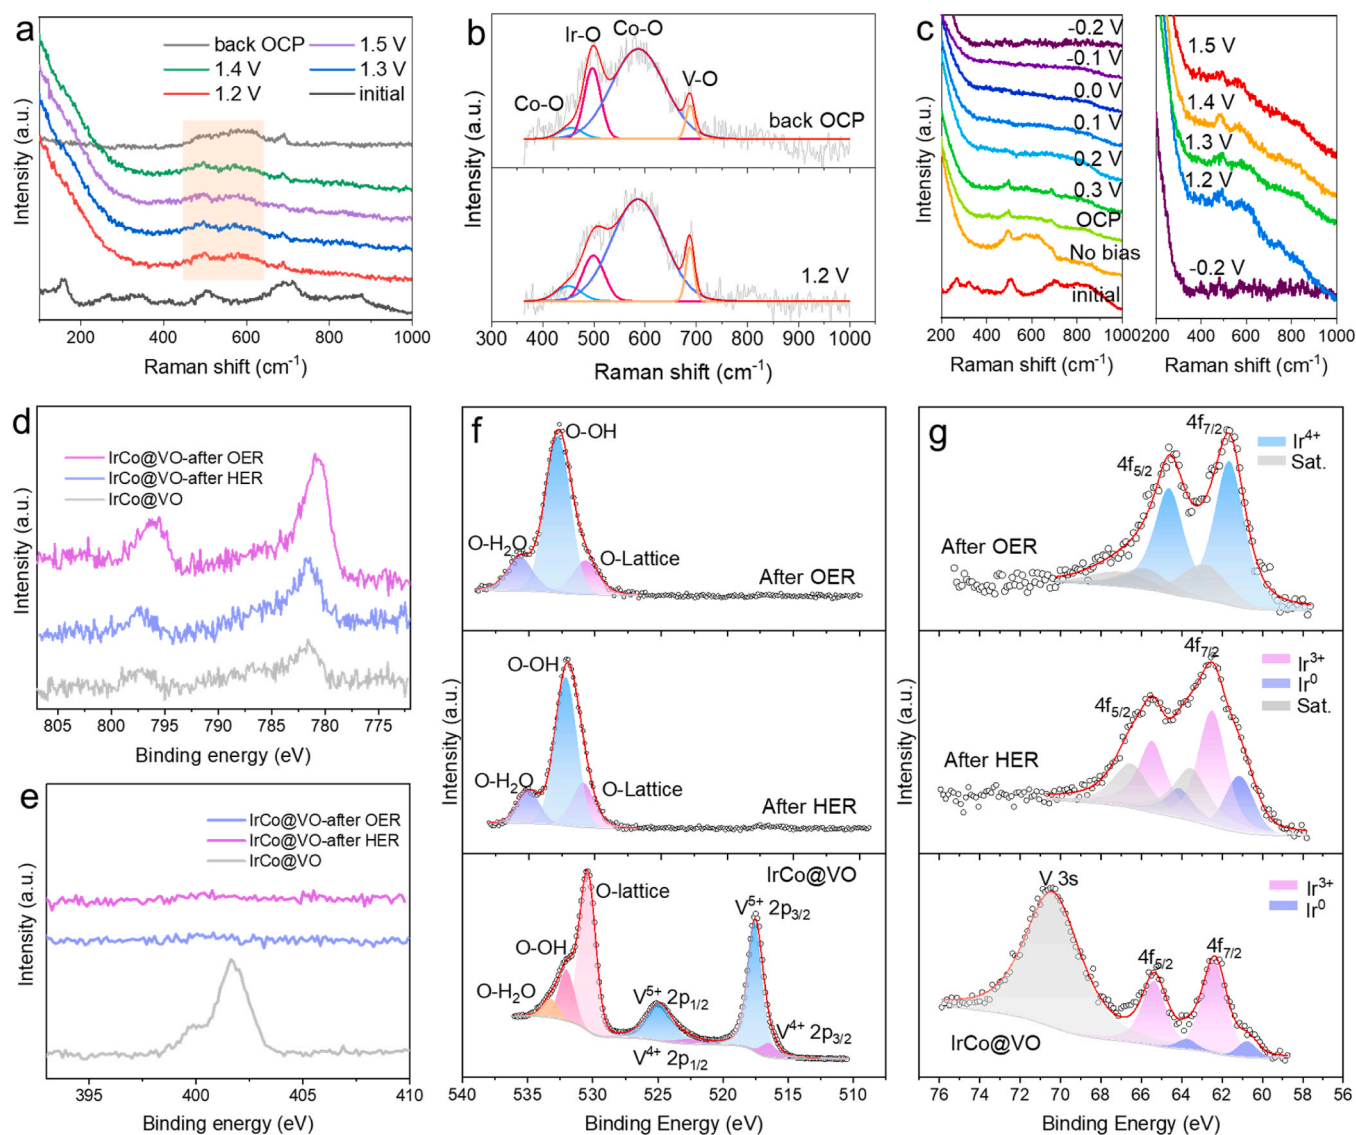 a
back OCP
1.5 V
1.4 V
1.3 V
1.2 V
initial
Intensity (a.u.)
200 400 600 800 1000
Raman shift (cm⁻¹)
b
Ir-O
Co-O
Co-O
V-O
back OCP
1.2 V
Intensity (a.u.)
300 400 500 600 700 800 900 1000
Raman shift (cm⁻¹)
c
-0.2 V
-0.1 V
0.0 V
0.1 V
0.2 V
0.3 V
OCP
No bias
initial
Intensity (a.u.)
200 400 600 800 1000
Raman shift (cm⁻¹)
1.5 V
1.4 V
1.3 V
1.2 V
-0.2 V
200 400 600 800 1000
Raman shift (cm⁻¹)
d
IrCo@VO-after OER
IrCo@VO-after HER
IrCo@VO
Intensity (a.u.)
805 800 795 790 785 780 775
Binding energy (eV)
e
IrCo@VO-after OER
IrCo@VO-after HER
IrCo@VO
Intensity (a.u.)
395 400 405 410
Binding energy (eV)
f
O-OH
O-H₂O
O-Lattice
After OER
O-OH
O-H₂O
O-Lattice
After HER
IrCo@VO
O-lattice
V⁵⁺ 2p₃/₂
O-OH
O-H₂O
V⁵⁺ 2p₁/₂
V⁴⁺ 2p₃/₂
V⁴⁺ 2p₁/₂
Intensity (a.u.)
540 535 530 525 520 515 510
Binding Energy (eV)
g
4f₇/₂
4f₅/₂
Ir⁴⁺
Sat.
After OER
4f₇/₂
4f₅/₂
Ir³⁺
Ir⁰
Sat.
After HER
V 3s
4f₅/₂
4f₇/₂
Ir³⁺
Ir⁰
IrCo@VO
Intensity (a.u.)
76 74 72 70 68 66 64 62 60 58 56
Binding Energy (eV)